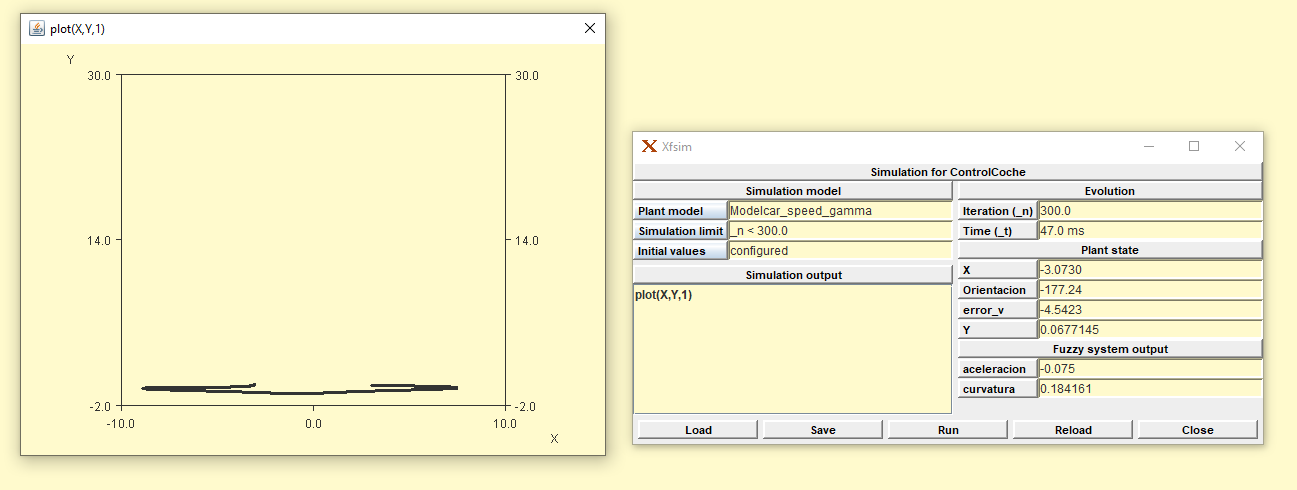 plot(X,Y,1)
Y
30.0 30.0
14.0 14.0
-2.0 -2.0
-10.0 0.0 10.0
X
Xfsim
Simulation for ControlCoche
Simulation model
Plant model Modelcar_speed_gamma
Simulation limit _n < 300.0
Initial values configured
Simulation output
plot(X,Y,1)
Evolution
Iteration (_n) 300.0
Time (_t) 47.0 ms
Plant state
X -3.0730
Orientacion -177.24
error_v -4.5423
Y 0.0677145
Fuzzy system output
aceleracion -0.075
curvatura 0.184161
Load Save Run Reload Close